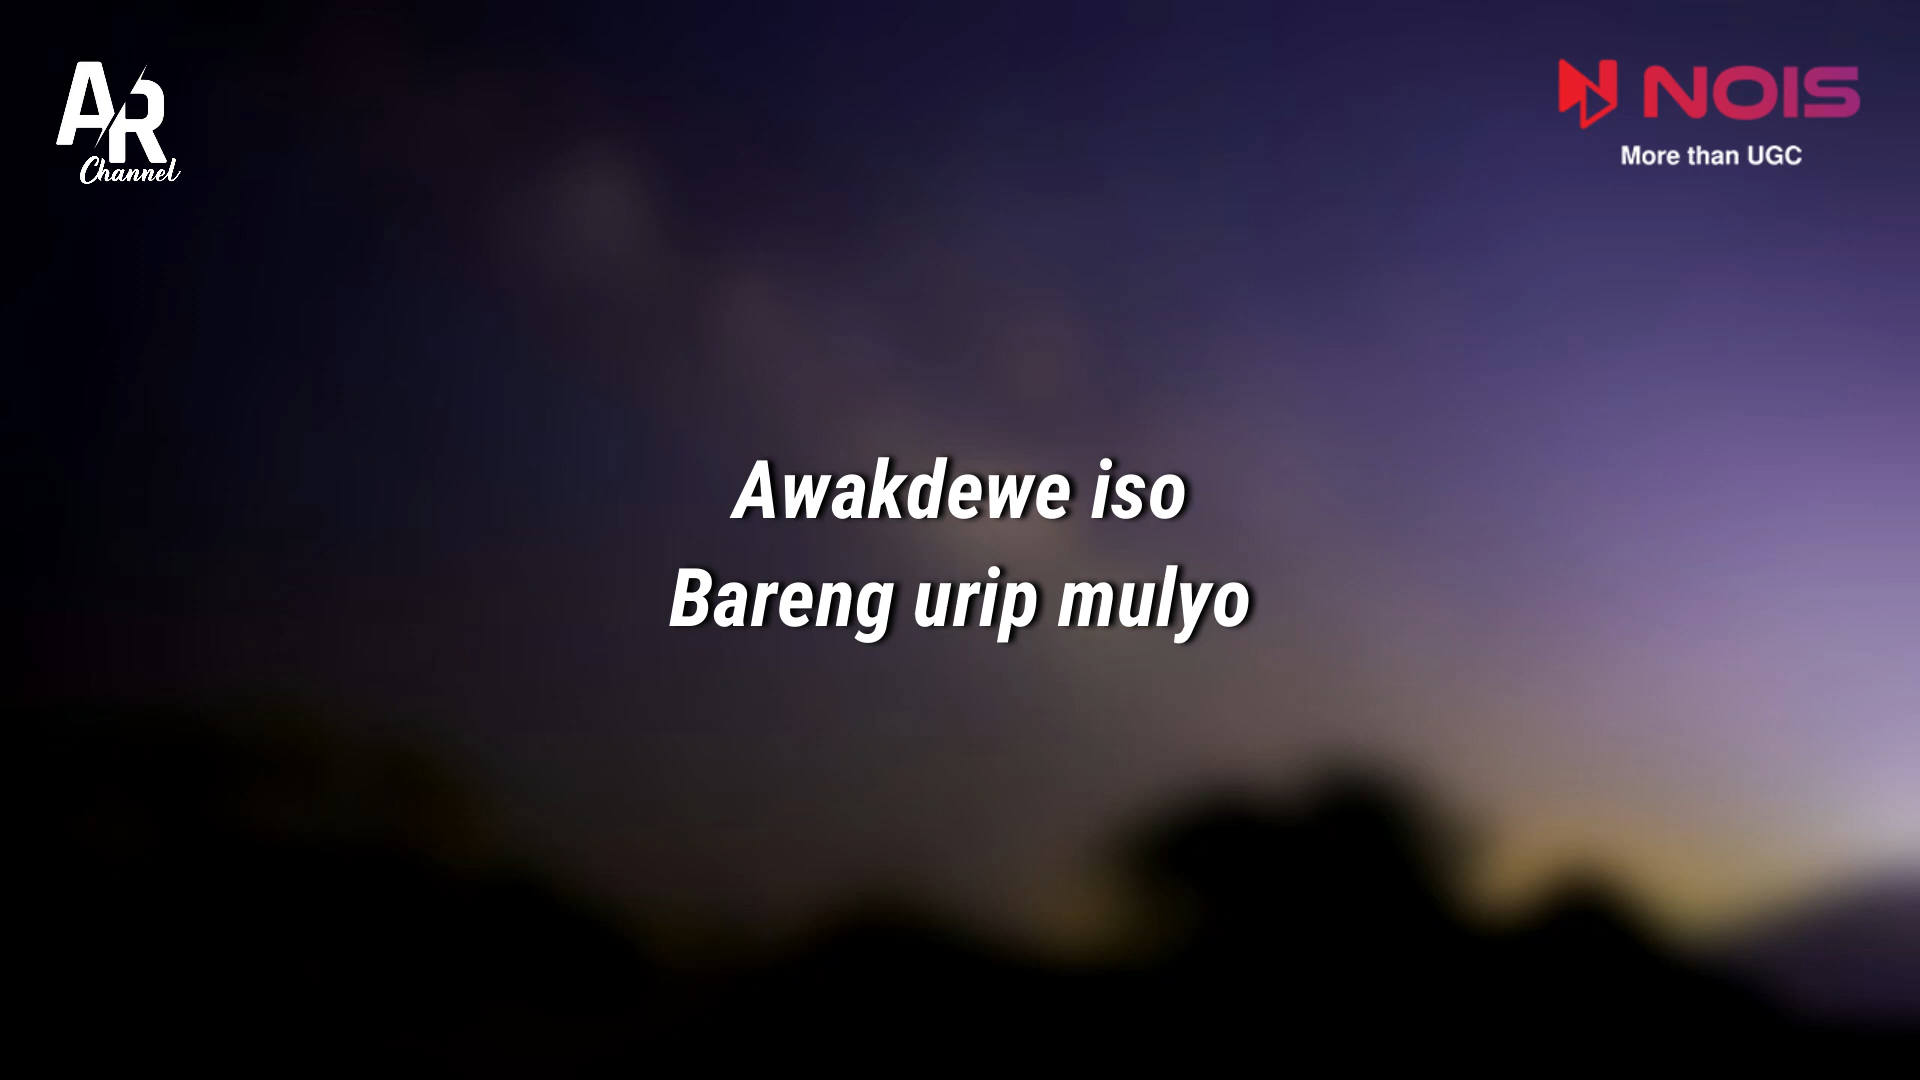 AR
Channel
NOIS
More than UGC
Awakdewe iso
Bareng urip mulyo